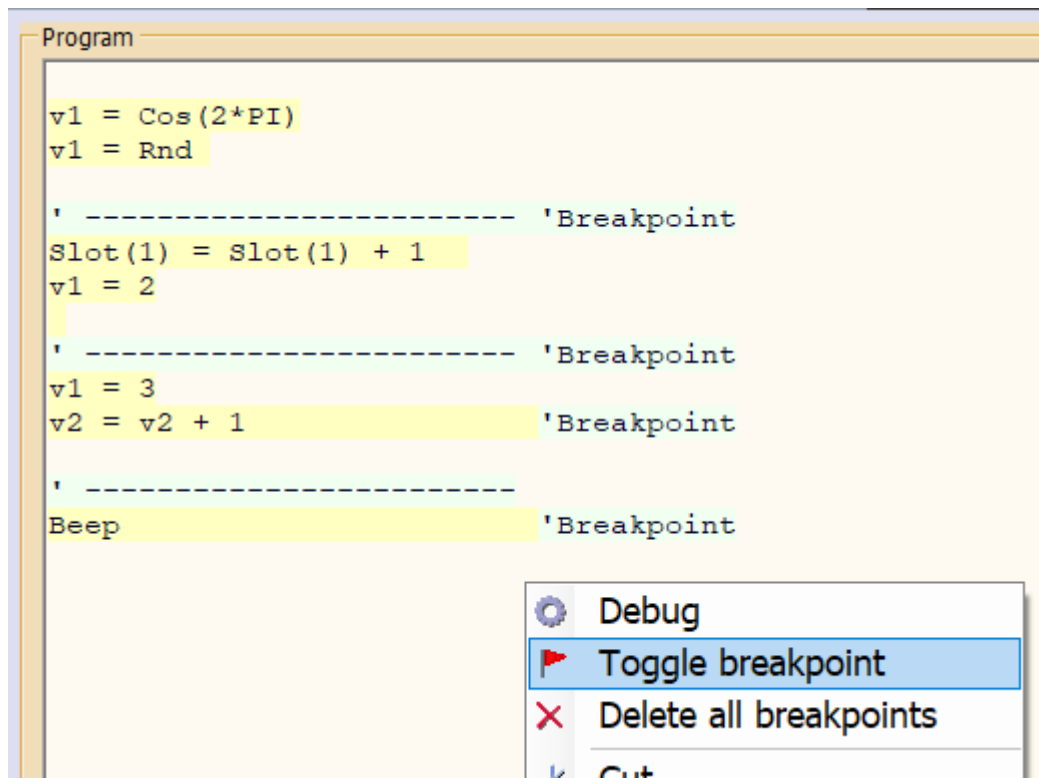 Program
v1 = Cos(2*PI)
v1 = Rnd
' ------------------------ 'Breakpoint
Slot(1) = Slot(1) + 1
v1 = 2
' ------------------------ 'Breakpoint
v1 = 3
v2 = v2 + 1 'Breakpoint
' ------------------------
Beep 'Breakpoint
Debug
Toggle breakpoint
Delete all breakpoints
Cut